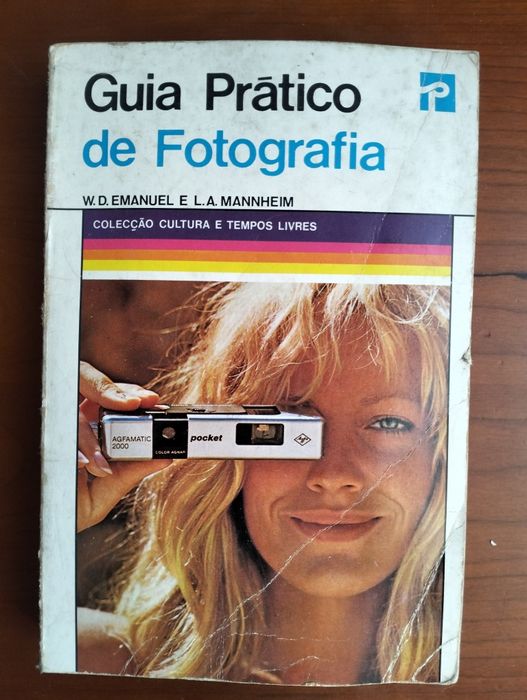 Guia Prático
de Fotografia
W. D. EMANUEL E L. A. MANNHEIM
COLECÇÃO CULTURA E TEMPOS LIVRES
AGFAMATIC
2000
pocket
COLOR AGNAR